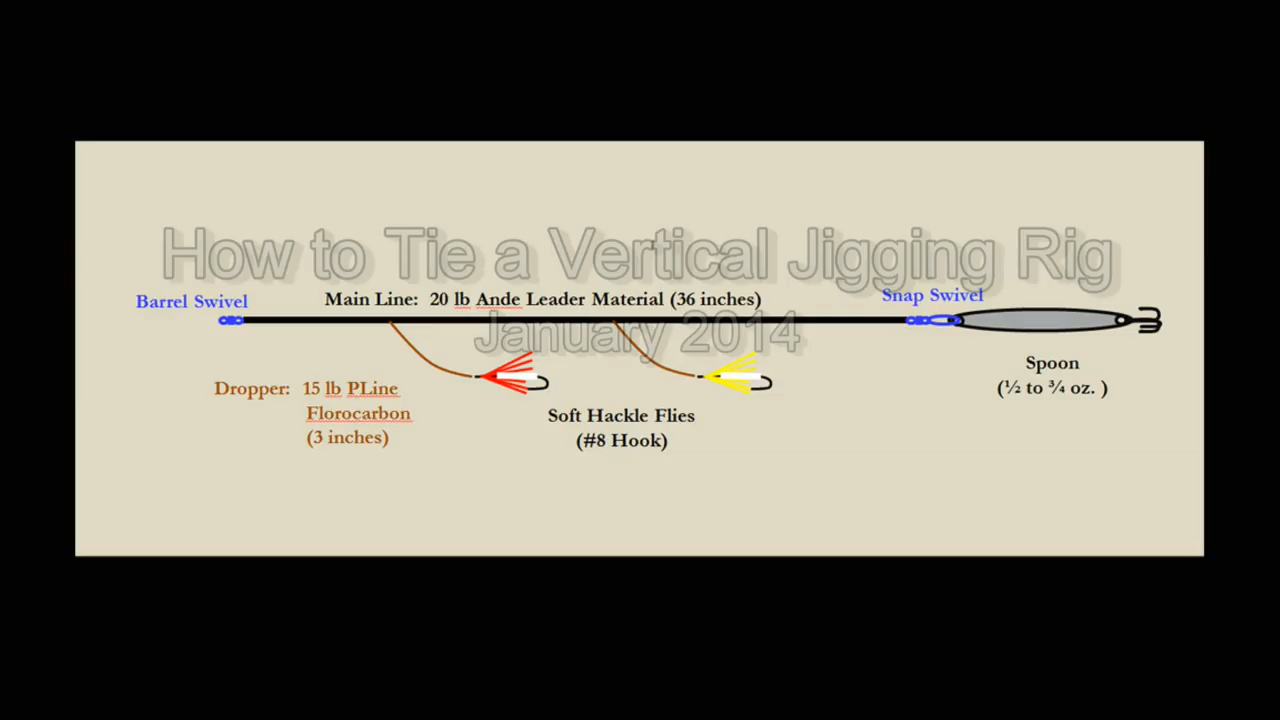 How to Tie a Vertical Jigging Rig
Barrel Swivel
Main Line: 20 lb Ande Leader Material (36 inches)
Snap Swivel
January 2014
Spoon
(½ to ¾ oz. )
Dropper: 15 lb PLine
Florocarbon
(3 inches)
Soft Hackle Flies
(#8 Hook)